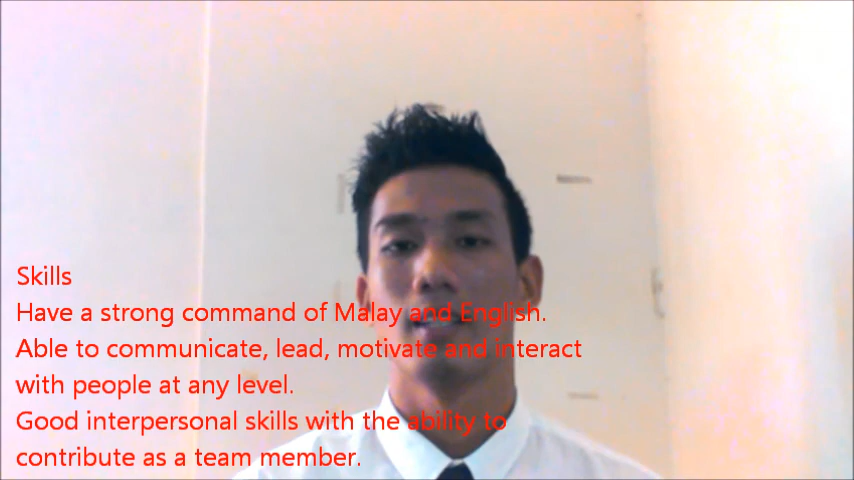 Skills
Have a strong command of Malay and English.
Able to communicate, lead, motivate and interact
with people at any level.
Good interpersonal skills with the ability to
contribute as a team member.